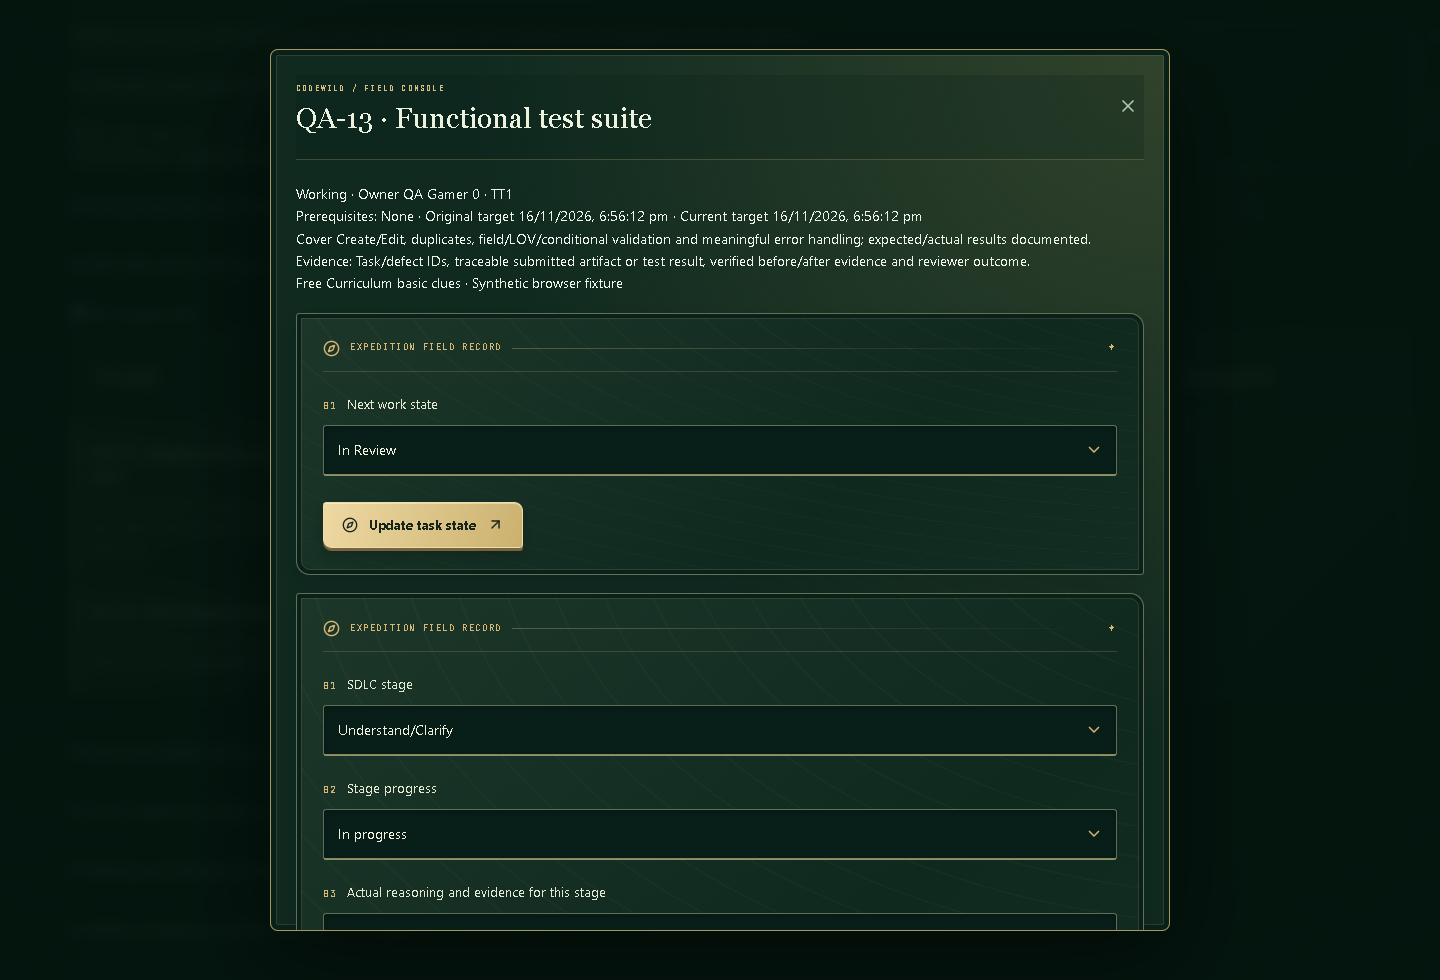 CODEWILD / FIELD CONSOLE
QA-13 · Functional test suite
Working · Owner QA Gamer 0 · TT1
Prerequisites: None · Original target 16/11/2026, 6:56:12 pm · Current target 16/11/2026, 6:56:12 pm
Cover Create/Edit, duplicates, field/LOV/conditional validation and meaningful error handling; expected/actual results documented.
Evidence: Task/defect IDs, traceable submitted artifact or test result, verified before/after evidence and reviewer outcome.
Free Curriculum basic clues · Synthetic browser fixture
EXPEDITION FIELD RECORD
01 Next work state
In Review
Update task state
EXPEDITION FIELD RECORD
01 SDLC stage
Understand/Clarify
02 Stage progress
In progress
03 Actual reasoning and evidence for this stage